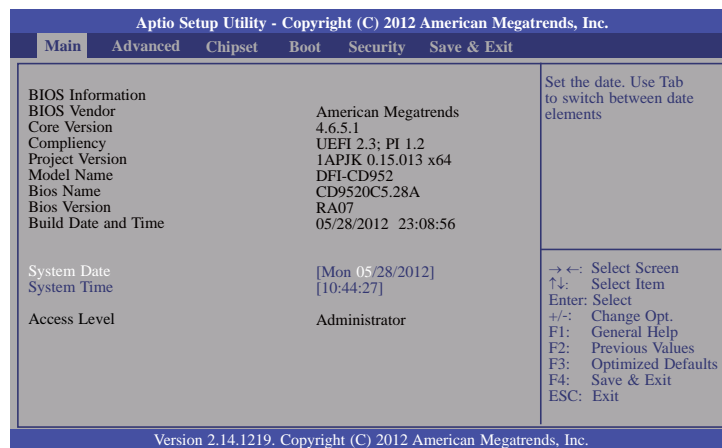 Aptio Setup Utility - Copyright (C) 2012 American Megatrends, Inc.
Main Advanced Chipset Boot Security Save & Exit
BIOS Information
BIOS Vendor American Megatrends
Core Version 4.6.5.1
Compliency UEFI 2.3; PI 1.2
Project Version 1APJK 0.15.013 x64
Model Name DFI-CD952
Bios Name CD9520C5.28A
Bios Version RA07
Build Date and Time 05/28/2012 23:08:56
System Date [Mon 05/28/2012]
System Time [10:44:27]
Access Level Administrator
Set the date. Use Tab
to switch between date
elements
→ ←: Select Screen
↑↓: Select Item
Enter: Select
+/-: Change Opt.
F1: General Help
F2: Previous Values
F3: Optimized Defaults
F4: Save & Exit
ESC: Exit
Version 2.14.1219. Copyright (C) 2012 American Megatrends, Inc.